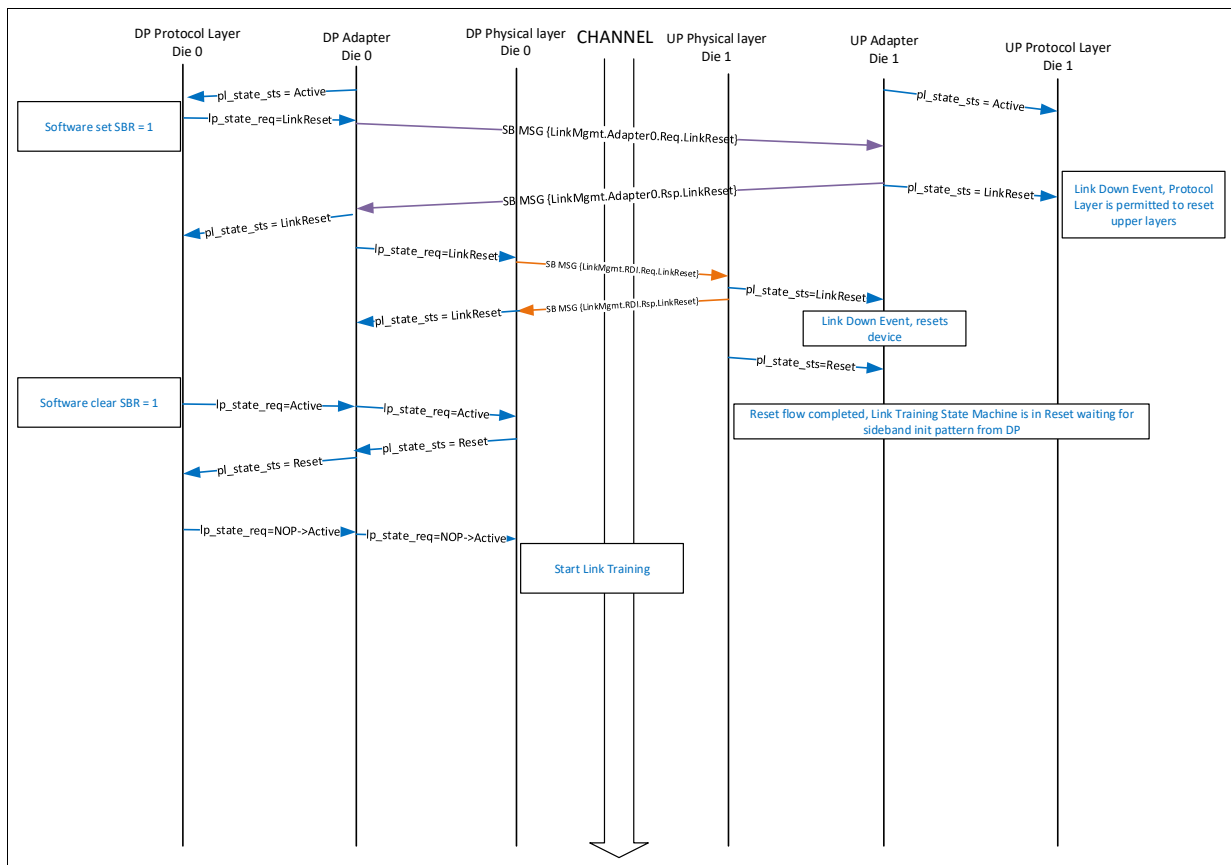 DP Protocol Layer
Die 0
DP Adapter
Die 0
DP Physical layer
Die 0
CHANNEL
UP Physical layer
Die 1
UP Adapter
Die 1
UP Protocol Layer
Die 1
pl_state_sts = Active
pl_state_sts = Active
Software set SBR = 1
lp_state_req=LinkReset
SB MSG {LinkMgmt.Adapter0.Req.LinkReset}
SB MSG {LinkMgmt.Adapter0.Rsp.LinkReset}
pl_state_sts = LinkReset
Link Down Event, Protocol
Layer is permitted to reset
upper layers
pl_state_sts = LinkReset
lp_state_req=LinkReset
SB MSG {LinkMgmt.RDI.Req.LinkReset}
pl_state_sts=LinkReset
SB MSG {LinkMgmt.RDI.Rsp.LinkReset}
pl_state_sts = LinkReset
Link Down Event, resets
device
pl_state_sts=Reset
Software clear SBR = 1
lp_state_req=Active
lp_state_req=Active
Reset flow completed, Link Training State Machine is in Reset waiting for
sideband init pattern from DP
pl_state_sts = Reset
pl_state_sts = Reset
lp_state_req=NOP->Active
lp_state_req=NOP->Active
Start Link Training